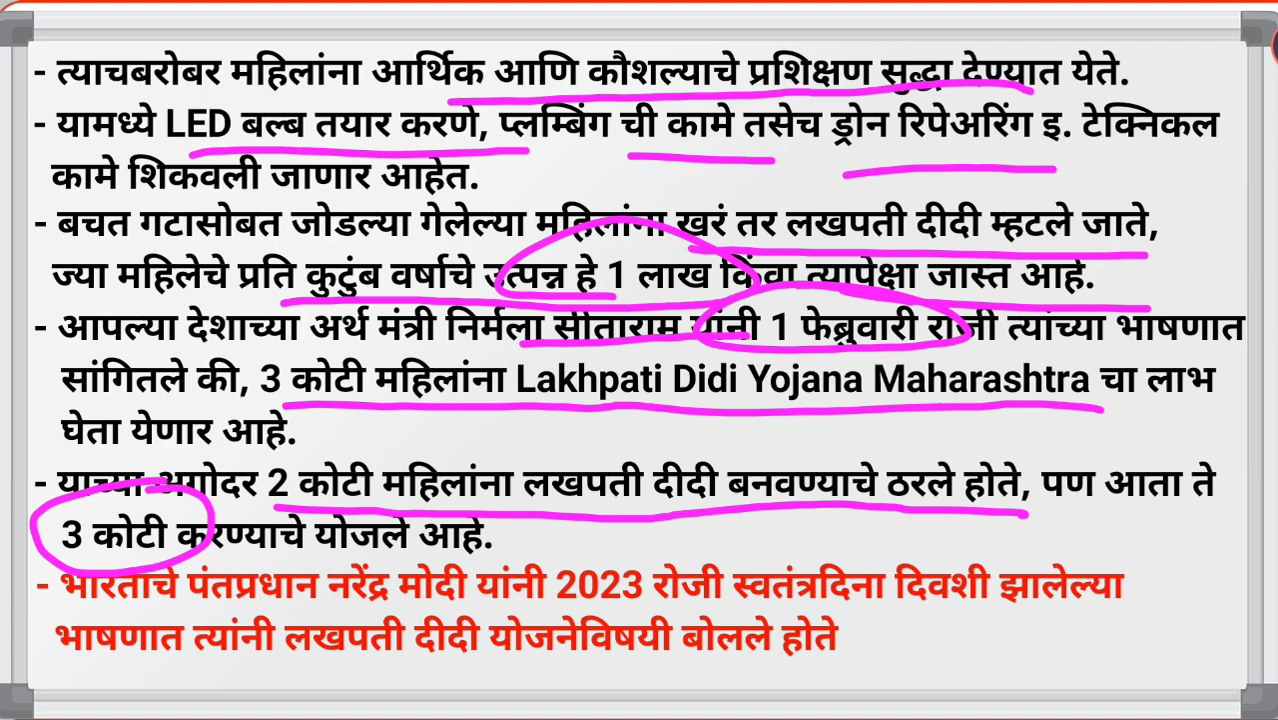 - त्याचबरोबर महिलांना आर्थिक आणि कौशल्याचे प्रशिक्षण सुद्धा देण्यात येते.
- यामध्ये LED बल्ब तयार करणे, प्लम्बिंग ची कामे तसेच ड्रोन रिपेअरिंग इ. टेक्निकल
कामे शिकवली जाणार आहेत.
- बचत गटासोबत जोडल्या गेलेल्या महिलांना खरं तर लखपती दीदी म्हटले जाते,
ज्या महिलेचे प्रति कुटुंब वर्षाचे उत्पन्न हे 1 लाख किंवा त्यापेक्षा जास्त आहे.
- आपल्या देशाच्या अर्थ मंत्री निर्मला सीताराम यांनी 1 फेब्रुवारी रोजी त्यांच्या भाषणात
सांगितले की, 3 कोटी महिलांना Lakhpati Didi Yojana Maharashtra चा लाभ
घेता येणार आहे.
- याच्या अगोदर 2 कोटी महिलांना लखपती दीदी बनवण्याचे ठरले होते, पण आता ते
3 कोटी करण्याचे योजले आहे.
- भारताचे पंतप्रधान नरेंद्र मोदी यांनी 2023 रोजी स्वतंत्रदिना दिवशी झालेल्या
भाषणात त्यांनी लखपती दीदी योजनेविषयी बोलले होते